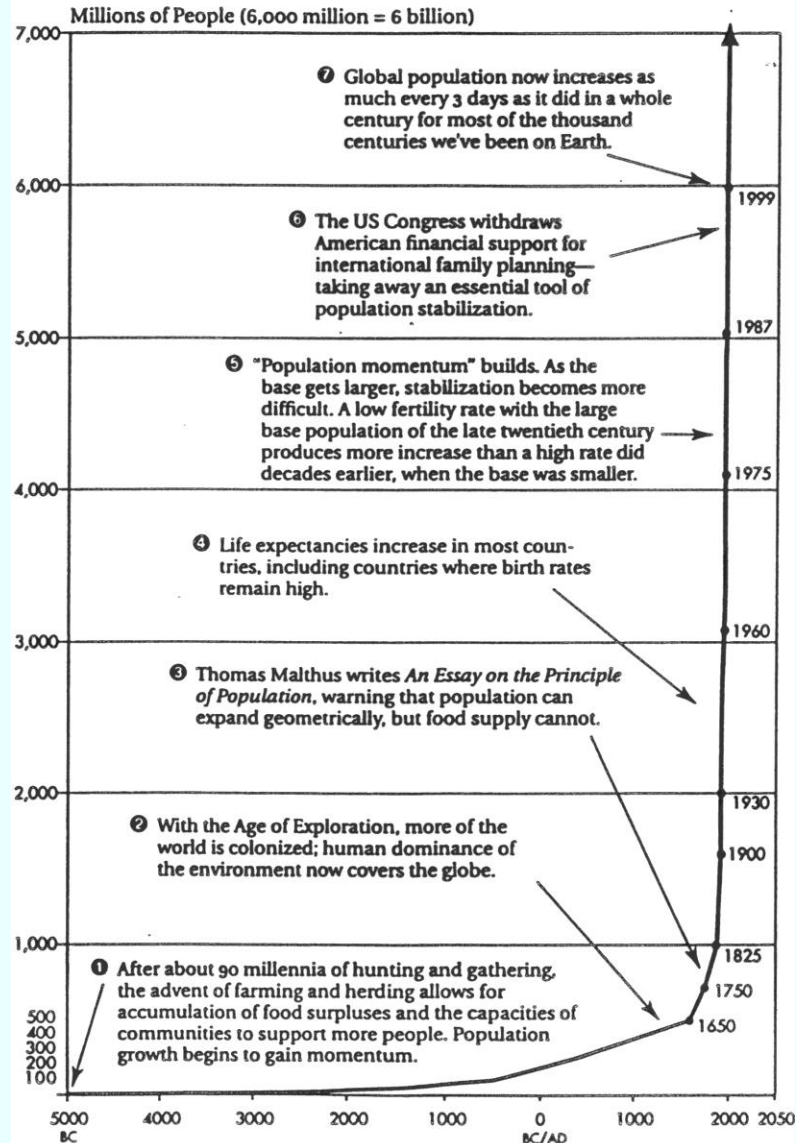 Millions of People (6,000 million = 6 billion)
7,000
❼ Global population now increases as
much every 3 days as it did in a whole
century for most of the thousand
centuries we've been on Earth.
6,000
1999
❻ The US Congress withdraws
American financial support for
international family planning—
taking away an essential tool of
population stabilization.
5,000
1987
❺ "Population momentum" builds. As the
base gets larger, stabilization becomes more
difficult. A low fertility rate with the large
base population of the late twentieth century
produces more increase than a high rate did
decades earlier, when the base was smaller.
1975
4,000
❹ Life expectancies increase in most coun-
tries, including countries where birth rates
remain high.
1960
3,000
❸ Thomas Malthus writes An Essay on the Principle
of Population, warning that population can
expand geometrically, but food supply cannot.
2,000
1930
❷ With the Age of Exploration, more of the
world is colonized; human dominance of
the environment now covers the globe.
1900
1,000
1825
❶ After about 90 millennia of hunting and gathering,
the advent of farming and herding allows for
accumulation of food surpluses and the capacities of
communities to support more people. Population
growth begins to gain momentum.
1750
1650
500
400
300
200
100
5000 4000 3000 2000 1000 0 1000 2000 2050
BC BC/AD